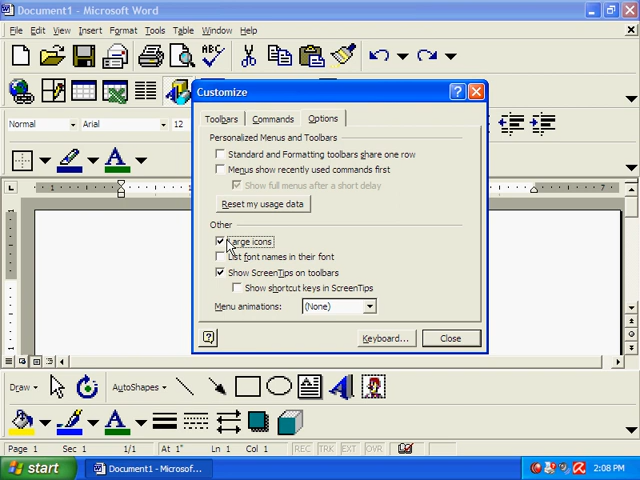 Document1 - Microsoft Word
File Edit View Insert Format Tools Table Window Help
ABC
Normal Arial 12
Customize
Toolbars Commands Options
Personalized Menus and Toolbars
Standard and Formatting toolbars share one row
Menus show recently used commands first
Show full menus after a short delay
Reset my usage data
Other
Large icons
List font names in their font
Show ScreenTips on toolbars
Show shortcut keys in ScreenTips
Menu animations: (None)
Keyboard... Close
Draw AutoShapes
Page 1 Sec 1 1/1 At 1" Ln 1 Col 1 REC TRK EXT OVR
start Document1 - Microsof... 2:08 PM